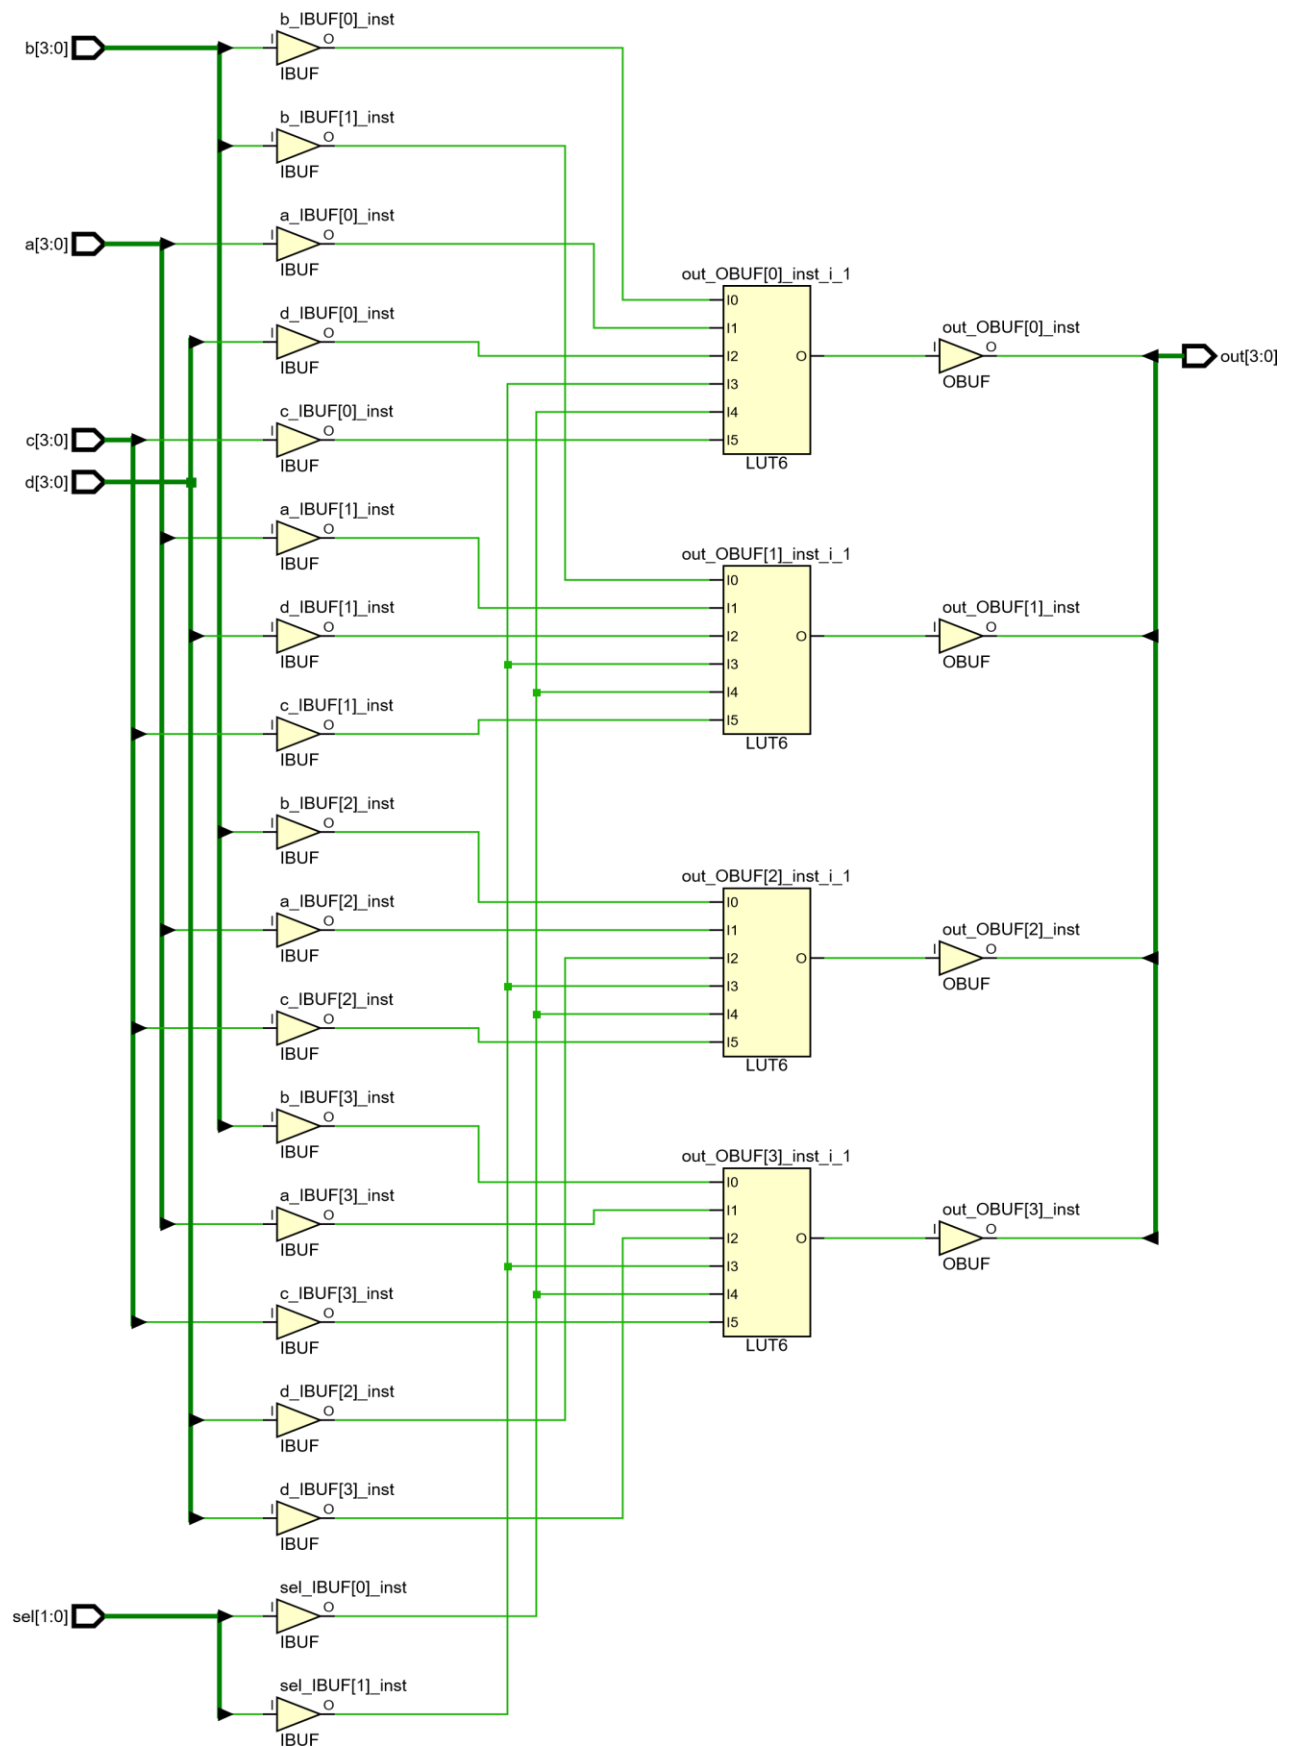 b[3:0]
b_IBUF[0]_inst
I
O
IBUF
b_IBUF[1]_inst
I
O
IBUF
a[3:0]
a_IBUF[0]_inst
I
O
IBUF
d_IBUF[0]_inst
I
O
IBUF
c[3:0]
c_IBUF[0]_inst
I
O
IBUF
d[3:0]
a_IBUF[1]_inst
I
O
IBUF
d_IBUF[1]_inst
I
O
IBUF
c_IBUF[1]_inst
I
O
IBUF
b_IBUF[2]_inst
I
O
IBUF
a_IBUF[2]_inst
I
O
IBUF
c_IBUF[2]_inst
I
O
IBUF
b_IBUF[3]_inst
I
O
IBUF
a_IBUF[3]_inst
I
O
IBUF
c_IBUF[3]_inst
I
O
IBUF
d_IBUF[2]_inst
I
O
IBUF
d_IBUF[3]_inst
I
O
IBUF
sel[1:0]
sel_IBUF[0]_inst
I
O
IBUF
sel_IBUF[1]_inst
I
O
IBUF
out_OBUF[0]_inst_i_1
I0
I1
I2
I3
I4
I5
O
LUT6
out_OBUF[1]_inst_i_1
I0
I1
I2
I3
I4
I5
O
LUT6
out_OBUF[2]_inst_i_1
I0
I1
I2
I3
I4
I5
O
LUT6
out_OBUF[3]_inst_i_1
I0
I1
I2
I3
I4
I5
O
LUT6
out_OBUF[0]_inst
I
O
OBUF
out_OBUF[1]_inst
I
O
OBUF
out_OBUF[2]_inst
I
O
OBUF
out_OBUF[3]_inst
I
O
OBUF
out[3:0]